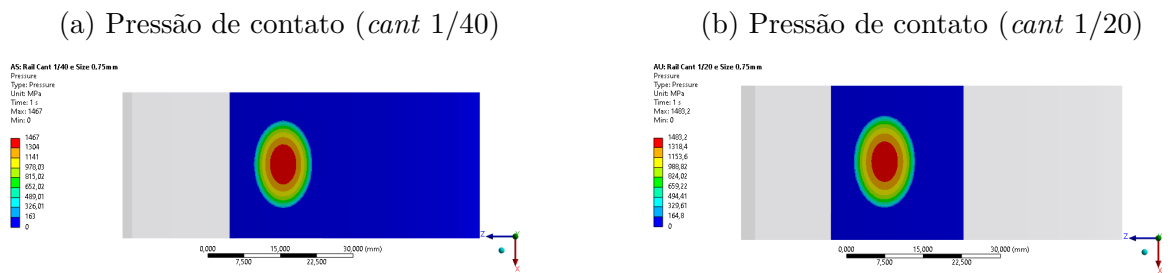 (a) Pressão de contato (cant 1/40)
(b) Pressão de contato (cant 1/20)
AS: Rail Cant 1/40 e Size 0,75mm
Pressure
Type: Pressure
Unit: MPa
Time: 1 s
Max: 1467
Min: 0
1467
1304
1141
978,03
815,02
652,02
489,01
326,01
163
0
0,000 15,000 30,000 (mm)
7,500 22,500
Z
X
AU: Rail Cant 1/20 e Size 0,75mm
Pressure
Type: Pressure
Unit: MPa
Time: 1 s
Max: 1483,2
Min: 0
1483,2
1318,4
1153,6
988,82
824,02
659,22
494,41
329,61
164,8
0
0,000 15,000 30,000 (mm)
7,500 22,500
Z
X